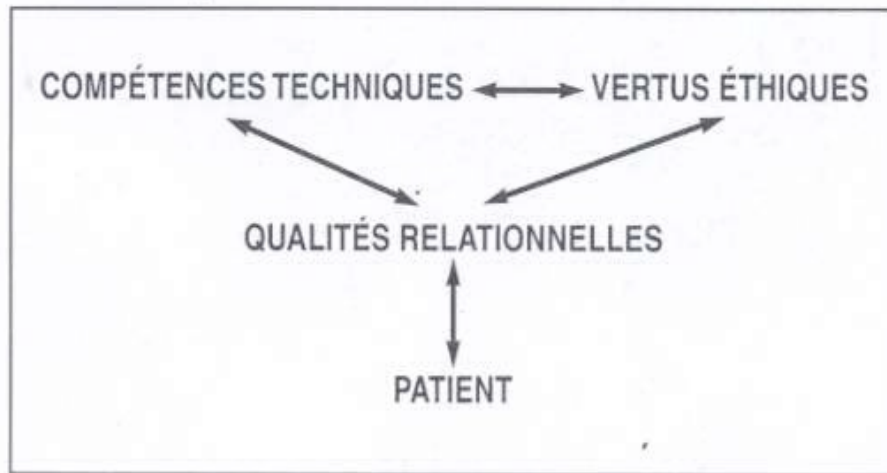 COMPÉTENCES TECHNIQUES VERTUS ÉTHIQUES
QUALITÉS RELATIONNELLES
PATIENT